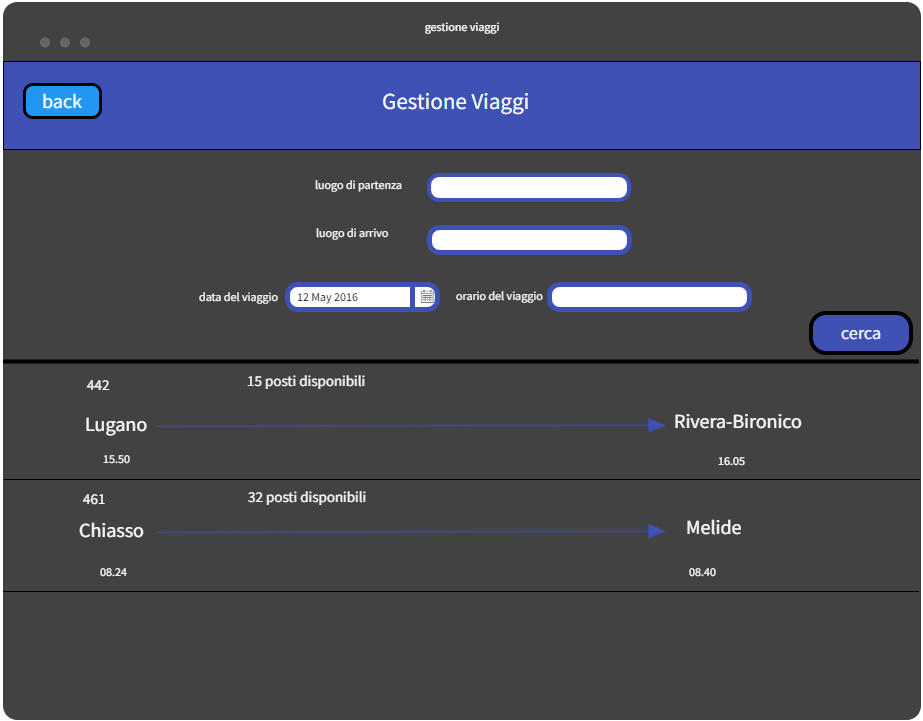 gestione viaggi
back
Gestione Viaggi
luogo di partenza
luogo di arrivo
data del viaggio 12 May 2016 orario del viaggio
cerca
442 15 posti disponibili
Lugano Rivera-Bironico
15.50 16.05
461 32 posti disponibili
Chiasso Melide
08.24 08.40